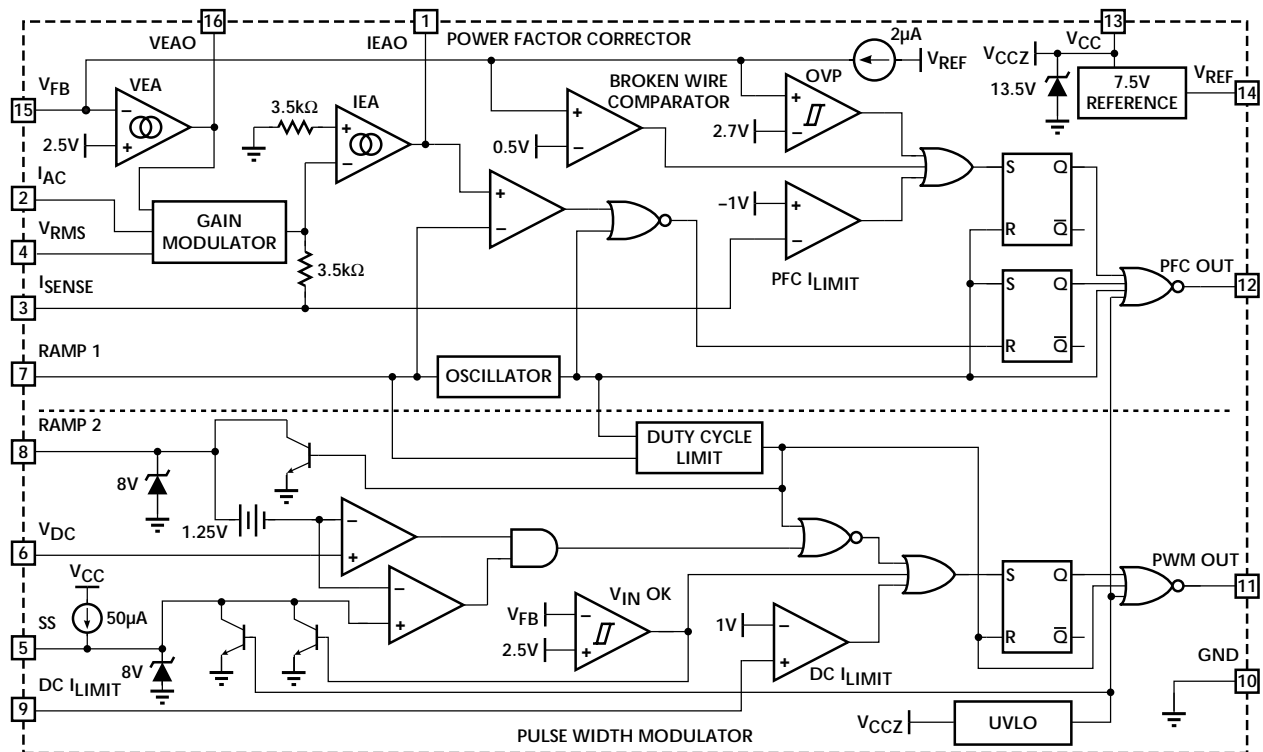 16
1
13
VEAO
IEAO
POWER FACTOR CORRECTOR
2µA
VCCZ
VCC
VREF
VFB
VEA
IEA
BROKEN WIRE
COMPARATOR
OVP
13.5V
7.5V
REFERENCE
VREF
15
14
3.5kΩ
2.5V
0.5V
2.7V
IAC
2
VRMS
4
GAIN
MODULATOR
–1V
S
Q
R
Q
ISENSE
3
3.5kΩ
PFC ILIMIT
S
Q
R
Q
PFC OUT
12
RAMP 1
7
OSCILLATOR
RAMP 2
8
DUTY CYCLE
LIMIT
8V
1.25V
VDC
6
VCC
50µA
SS
5
8V
VFB
VIN OK
2.5V
1V
S
Q
R
Q
PWM OUT
11
DC ILIMIT
9
DC ILIMIT
GND
10
VCCZ
UVLO
PULSE WIDTH MODULATOR
+
−
+
−
+
−
+
−
+
−
+
−
+
−
−
+
−
+
−
+
−
+